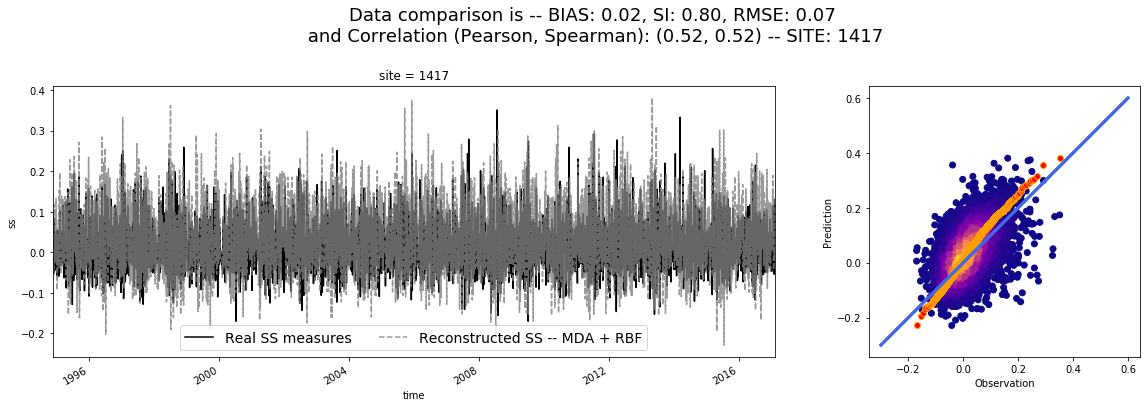 Data comparison is -- BIAS: 0.02, SI: 0.80, RMSE: 0.07
and Correlation (Pearson, Spearman): (0.52, 0.52) -- SITE: 1417
site = 1417
ss
0.4
0.3
0.2
0.1
0.0
−0.1
−0.2
Real SS measures
Reconstructed SS -- MDA + RBF
1996
2000
2004
2008
2012
2016
time
Prediction
0.6
0.4
0.2
0.0
−0.2
−0.2
0.0
0.2
0.4
0.6
Observation